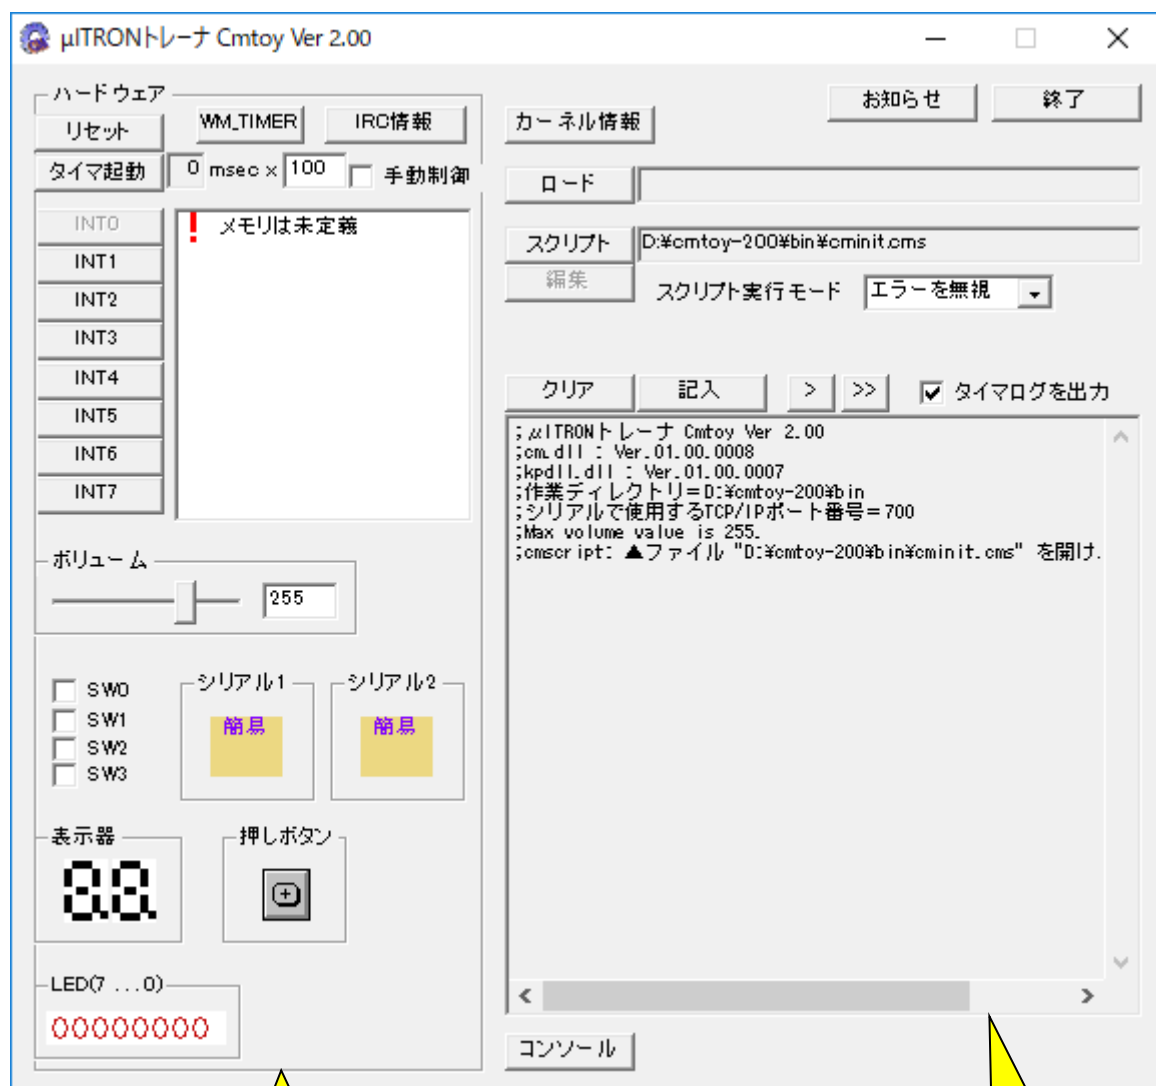 μITRONトレーナ Cmtoy Ver 2.00
ハードウェア
リセット
WM_TIMER
IRC情報
タイマ起動
0 msec x 100
手動制御
INT0
INT1
INT2
INT3
INT4
INT5
INT6
INT7
! メモリは未定義
ボリューム
255
SW0
SW1
SW2
SW3
シリアル1
簡易
シリアル2
簡易
表示器
押しボタン
LED(7 ...0)
00000000
お知らせ
終了
カーネル情報
ロード
スクリプト
D:¥cmtoy-200¥bin¥cminit.cms
編集
スクリプト実行モード
エラーを無視
クリア
記入
>
>>
タイマログを出力
;μITRONトレーナ Cmtoy Ver 2.00
;cm.dll : Ver.01.00.0008
;kpdll.dll : Ver.01.00.0007
;作業ディレクトリ=D:¥cmtoy-200¥bin
;シリアルで使用するTCP/IPポート番号=700
;Max volume value is 255.
;cmscript: ▲ファイル "D:¥cmtoy-200¥bin¥cminit.cms" を開け.
コンソール